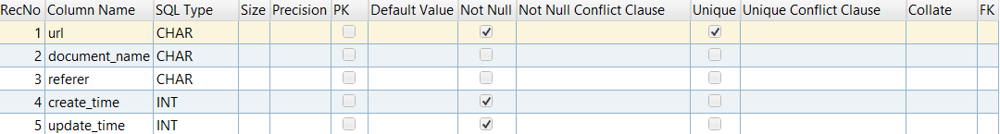 RecNo Column Name SQL Type Size Precision PK Default Value Not Null Not Null Conflict Clause Unique Unique Conflict Clause Collate FK
1 url CHAR
2 document_name CHAR
3 referer CHAR
4 create_time INT
5 update_time INT